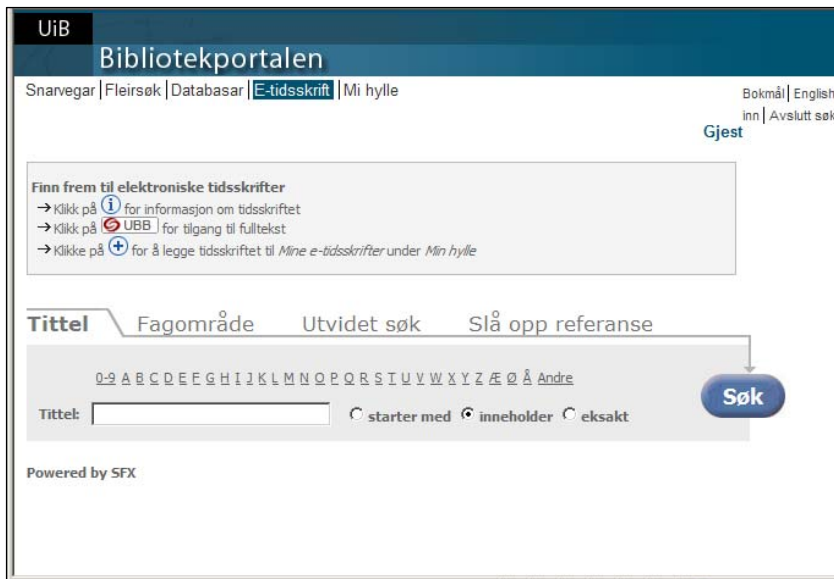 UiB
Bibliotekportalen
Snarvegar | Fleirsøk | Databasar | E-tidsskrift | Mi hylle
Bokmål | English
inn | Avslutt søk
Gjest
Finn frem til elektroniske tidsskrifter
→ Klikk på i for informasjon om tidsskriftet
→ Klikk på S UBB for tilgang til fulltekst
→ Klikke på + for å legge tidsskriftet til Mine e-tidsskrifter under Min hylle
Tittel Fagområde Utvidet søk Slå opp referanse
0-9 A B C D E F G H I J K L M N O P Q R S T U V W X Y Z Æ Ø Å Andre
Tittel: starter med inneholder eksakt
Søk
Powered by SFX